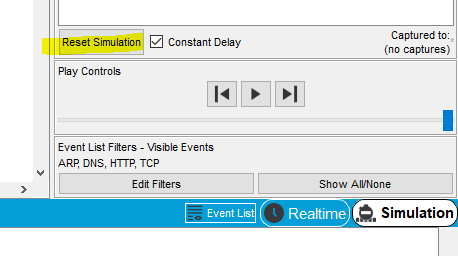 Reset Simulation
Constant Delay
Captured to:*
(no captures)
Play Controls
Event List Filters - Visible Events
ARP, DNS, HTTP, TCP
Edit Filters
Show All/None
Event List
Realtime
Simulation